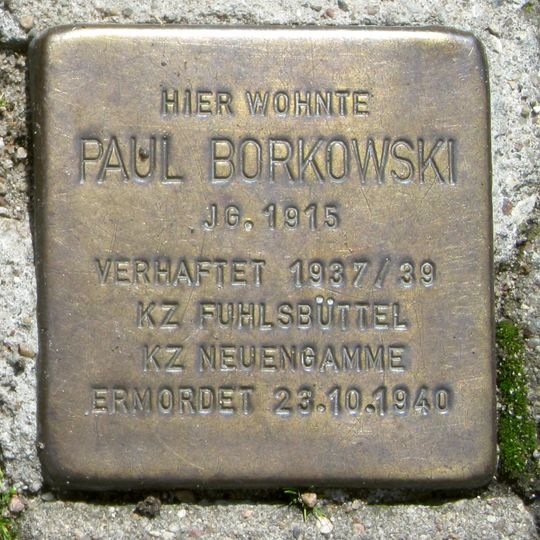 HIER WOHNTE
PAUL BORKOWSKI
JG. 1915
VERHAFTET 1937/39
KZ FUHLSBÜTTEL
KZ NEUENGAMME
ERMORDET 23.10.1940